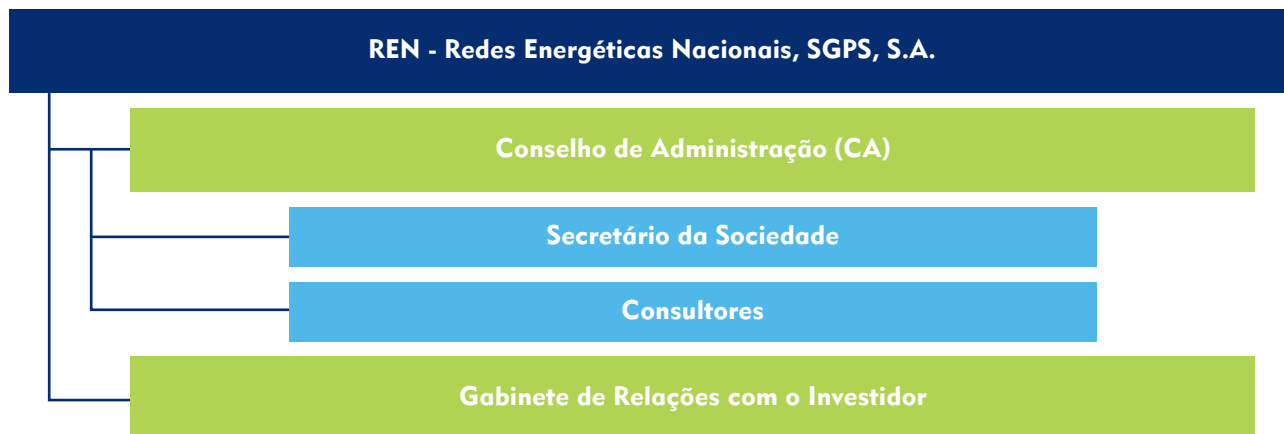 REN - Redes Energéticas Nacionais, SGPS, S.A.
Conselho de Administração (CA)
Secretário da Sociedade
Consultores
Gabinete de Relações com o Investidor